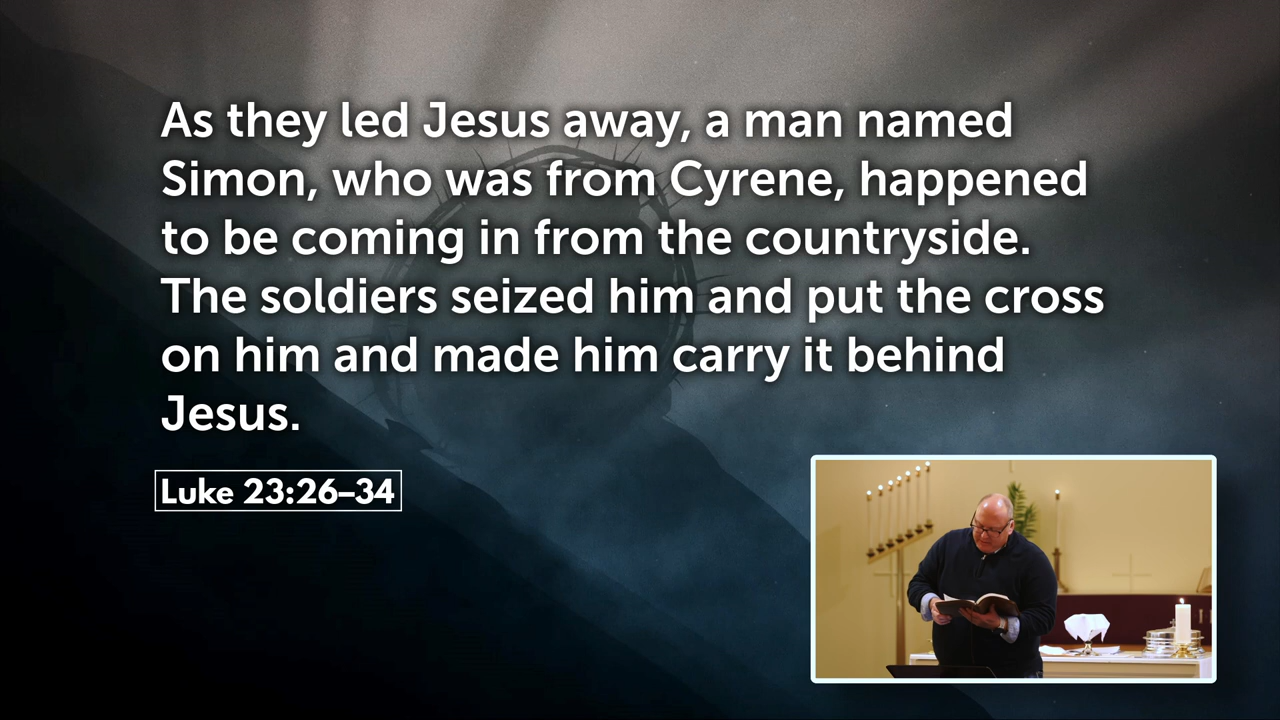 As they led Jesus away, a man named
Simon, who was from Cyrene, happened
to be coming in from the countryside.
The soldiers seized him and put the cross
on him and made him carry it behind
Jesus.
Luke 23:26–34